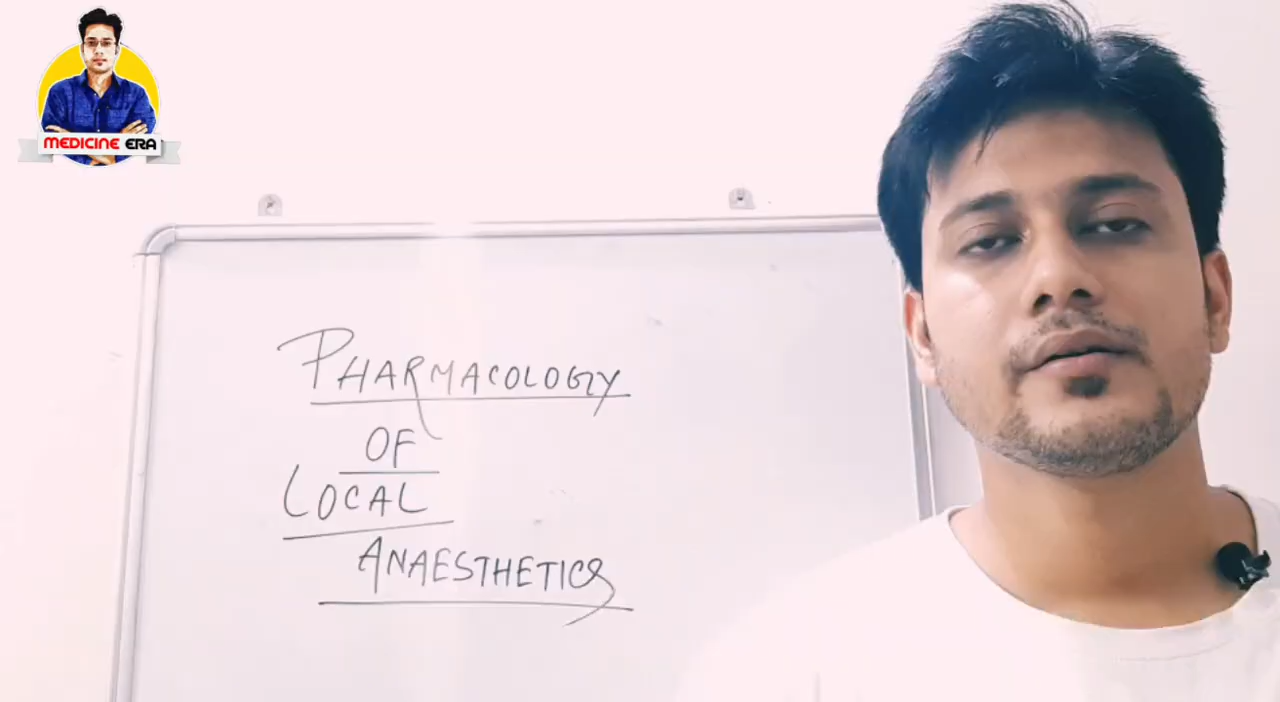 MEDICINE ERA
PHARMACOLOGY
OF
LOCAL
ANAESTHETICS